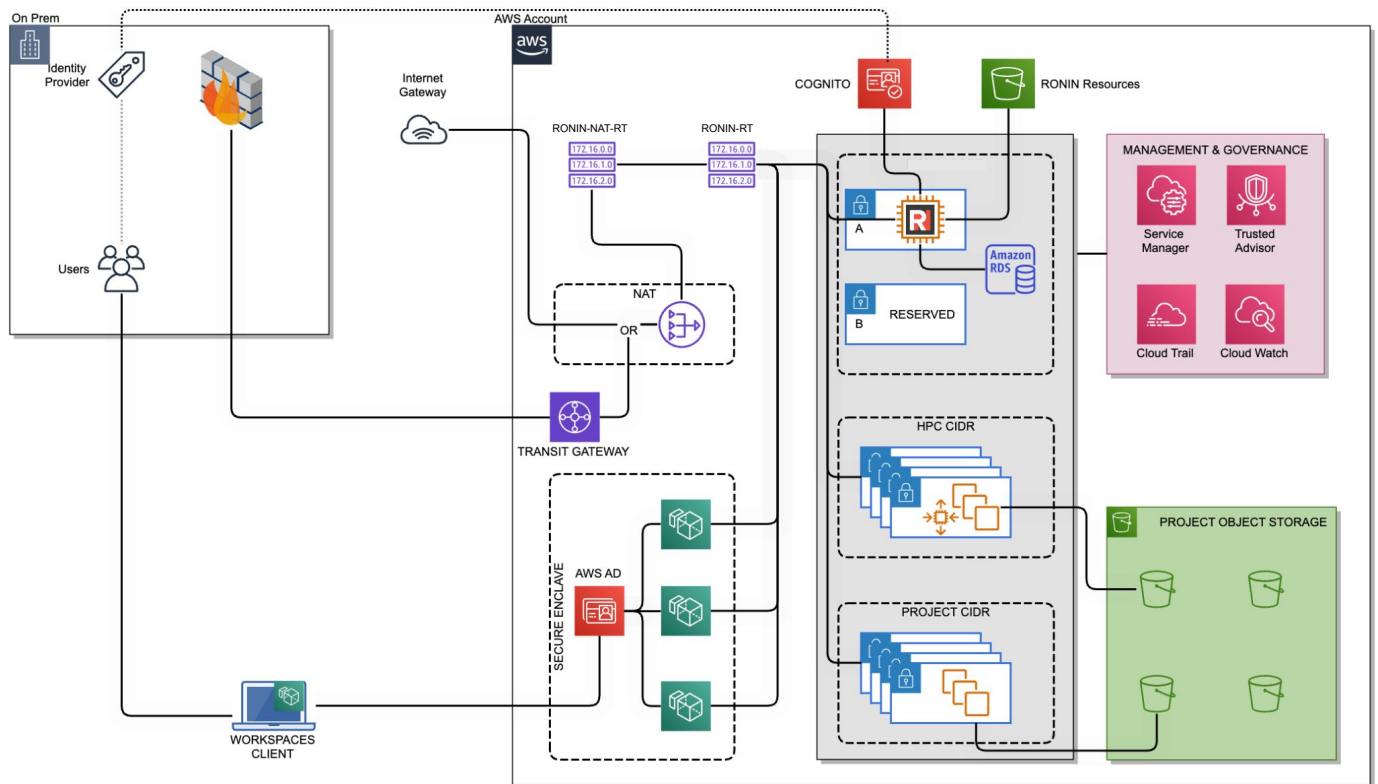 On Prem
AWS Account
aws
Identity
Provider
Internet
Gateway
COGNITO
RONIN Resources
RONIN-NAT-RT
RONIN-RT
172.16.0.0
172.16.1.0
172.16.2.0
172.16.0.0
172.16.1.0
172.16.2.0
MANAGEMENT & GOVERNANCE
Service
Manager
Trusted
Advisor
Cloud Trail
Cloud Watch
A
R
Amazon
RDS
B
RESERVED
Users
NAT
OR
TRANSIT GATEWAY
HPC CIDR
SECURE ENCLAVE
AWS AD
PROJECT OBJECT STORAGE
PROJECT CIDR
WORKSPACES
CLIENT